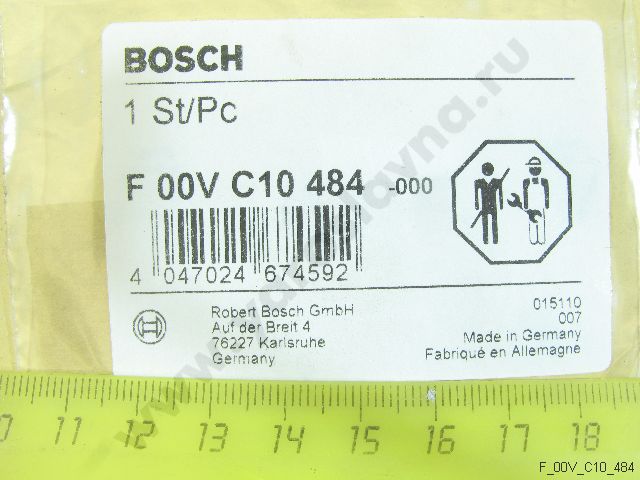 BOSCH
1 St/Pc
F 00V C10 484 -000
4 047024 674592
Robert Bosch GmbH
Auf der Breit 4
76227 Karlsruhe
Germany
015110
007
Made in Germany
Fabriqué en Allemagne
0 11 12 13 14 15 16 17 18
F_00V_C10_484